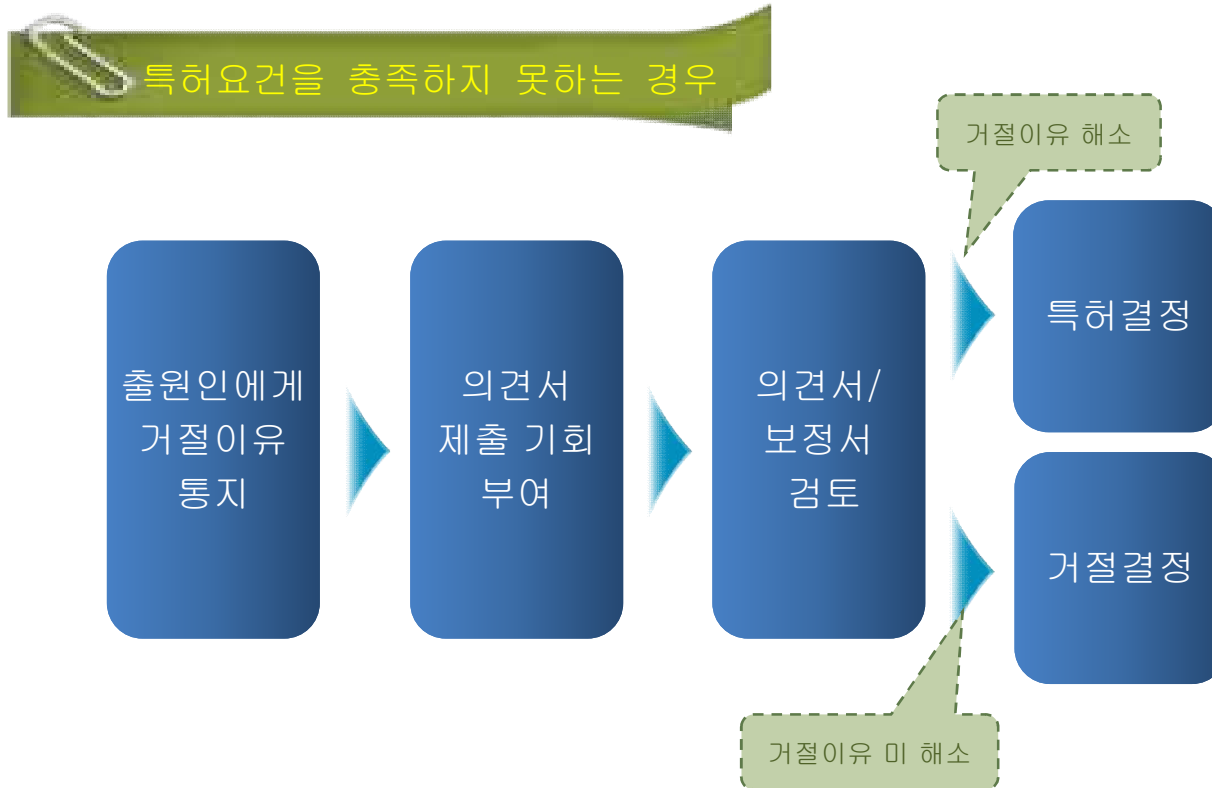 특허요건을 충족하지 못하는 경우
거절이유 해소
출원인에게
거절이유
통지
의견서
제출 기회
부여
의견서/
보정서
검토
특허결정
거절결정
거절이유 미 해소